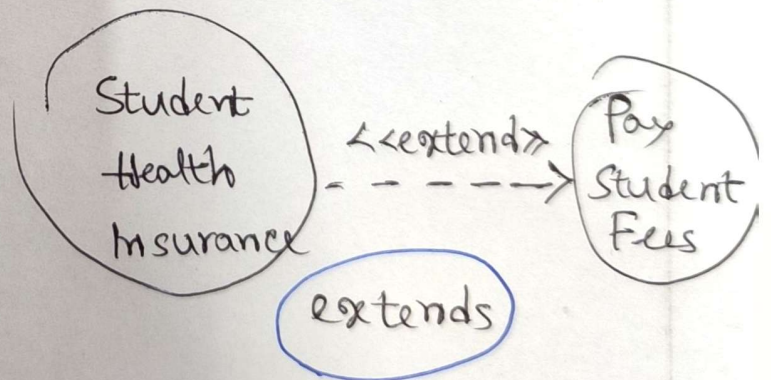 Student
Health
Insurance
<<extend>>
Pay
Student
Fees
extends